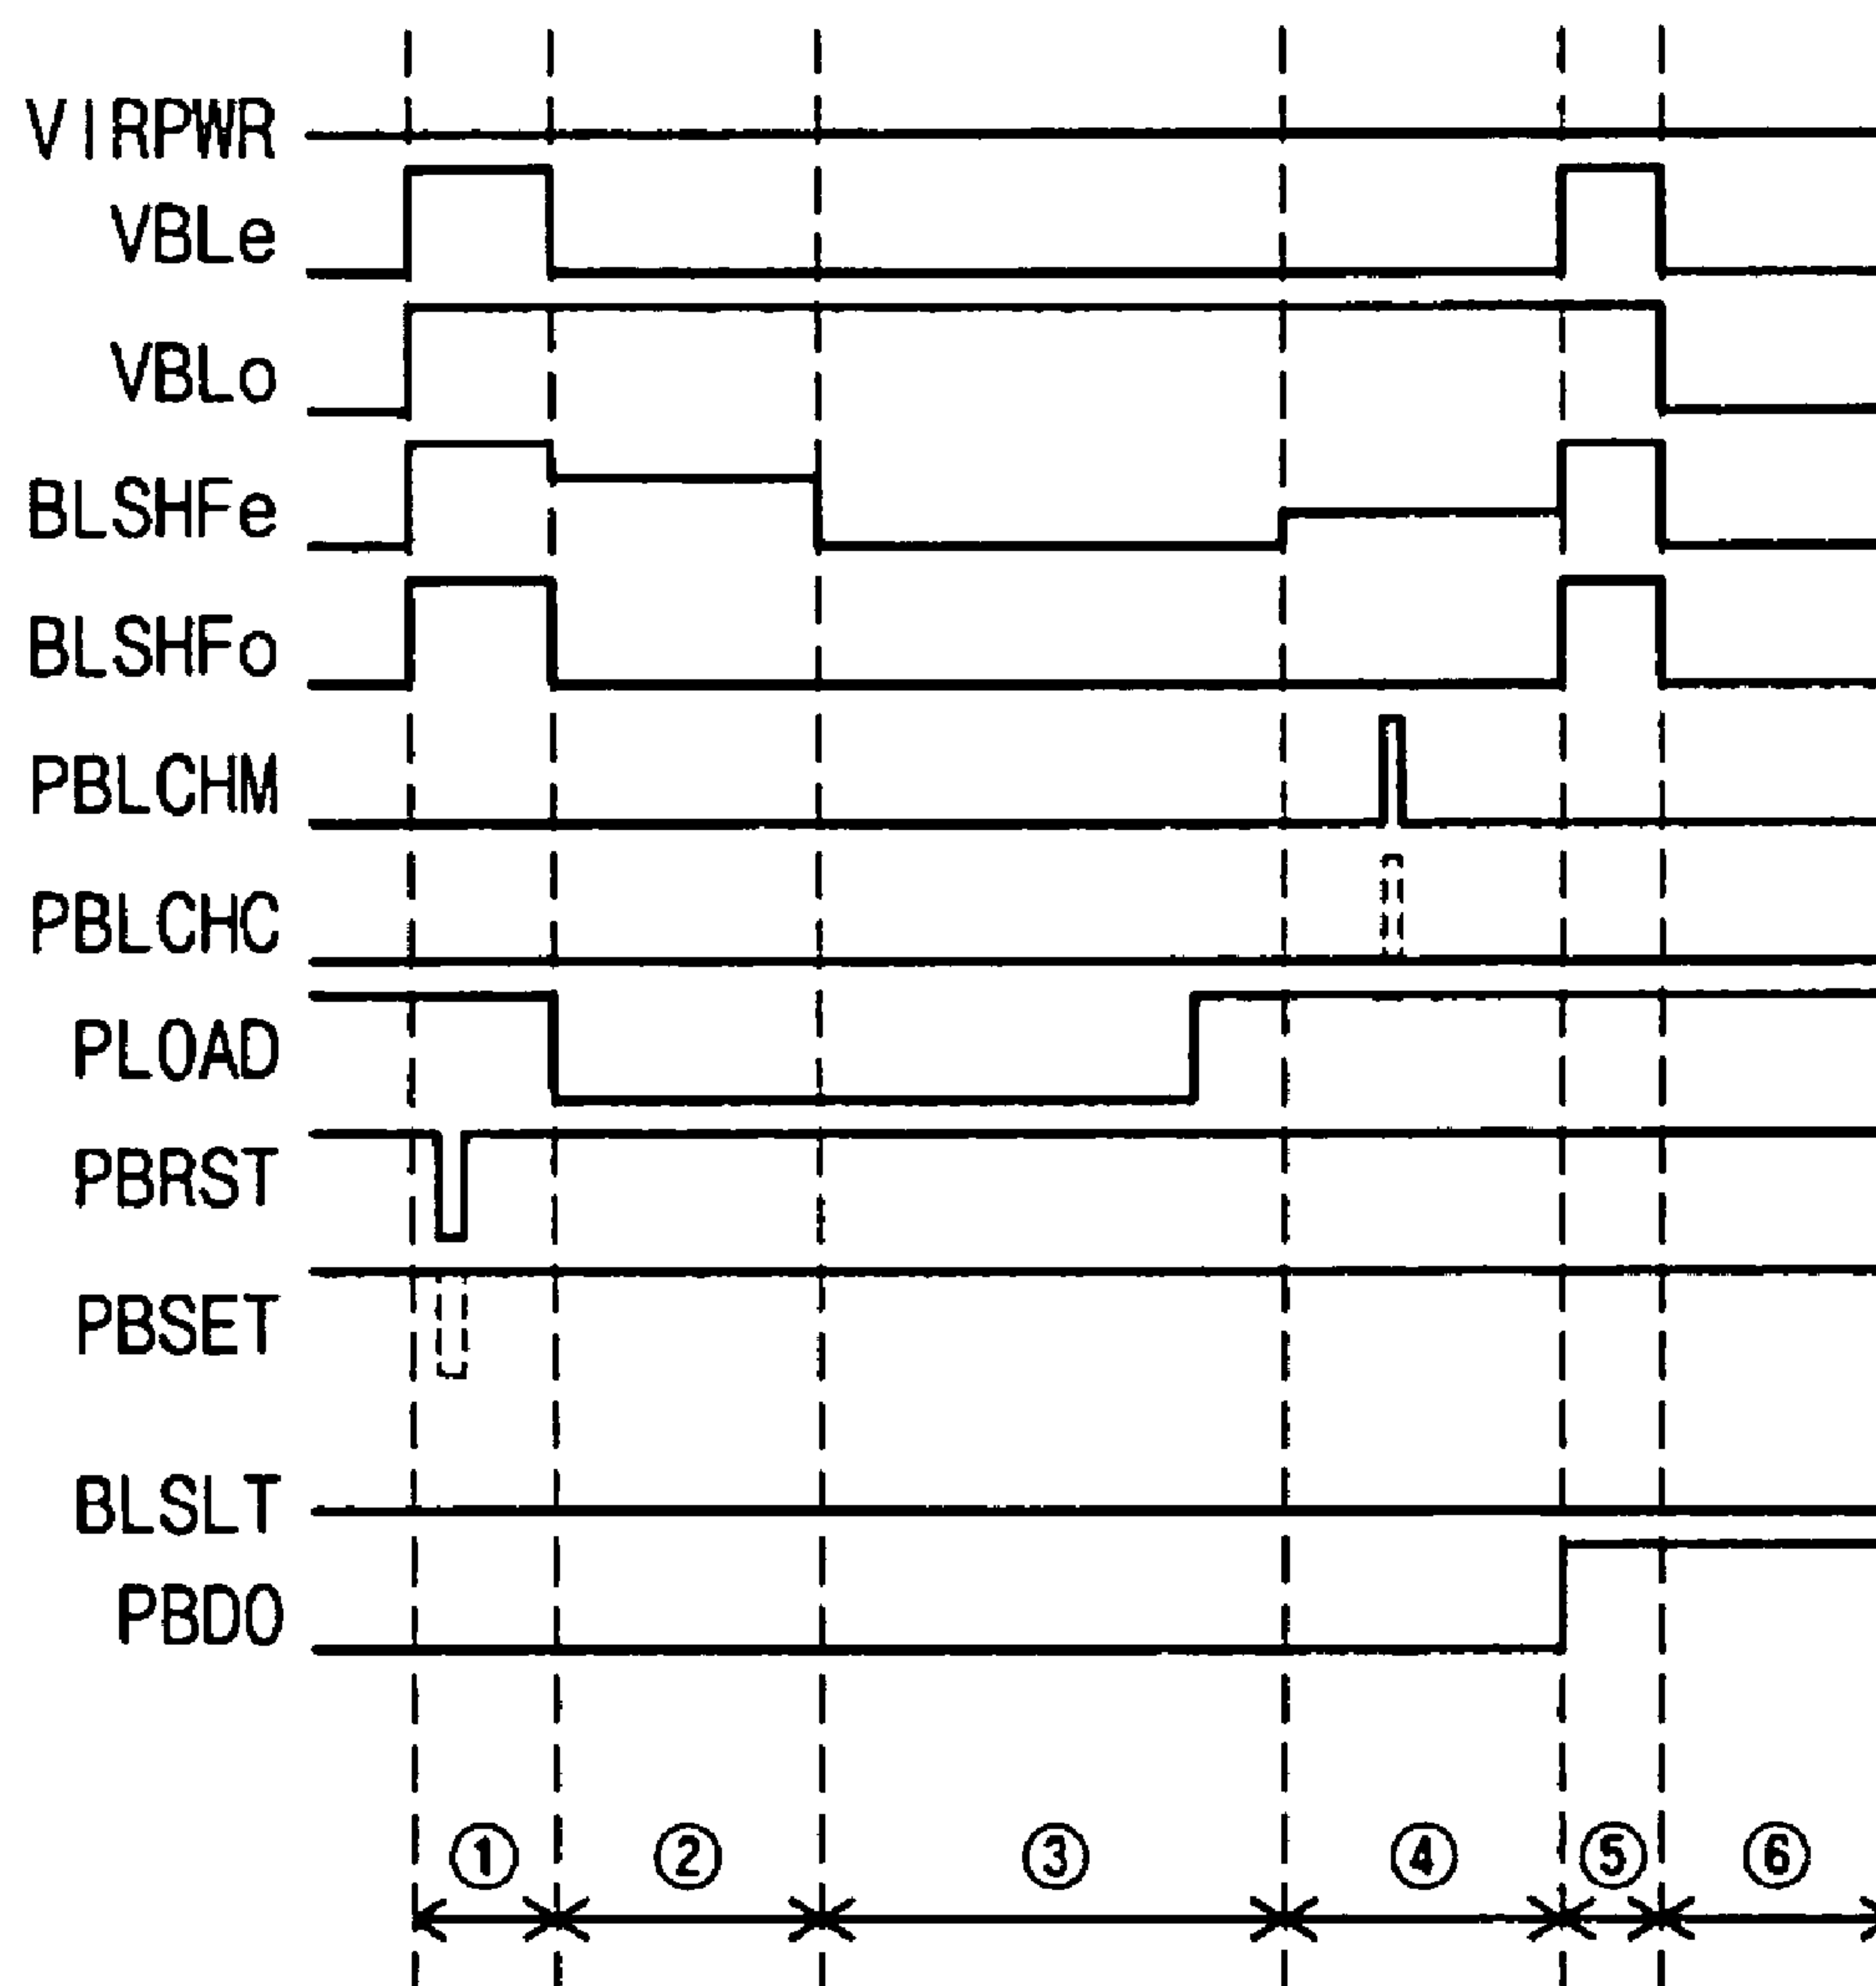 VIRPWR
VBLe
VBLo
BLSHFe
BLSHFo
PBLCHM
PBLCHC
PLOAD
PBRST
PBSET
BLSLT
PBDO
① ② ③ ④ ⑤ ⑥